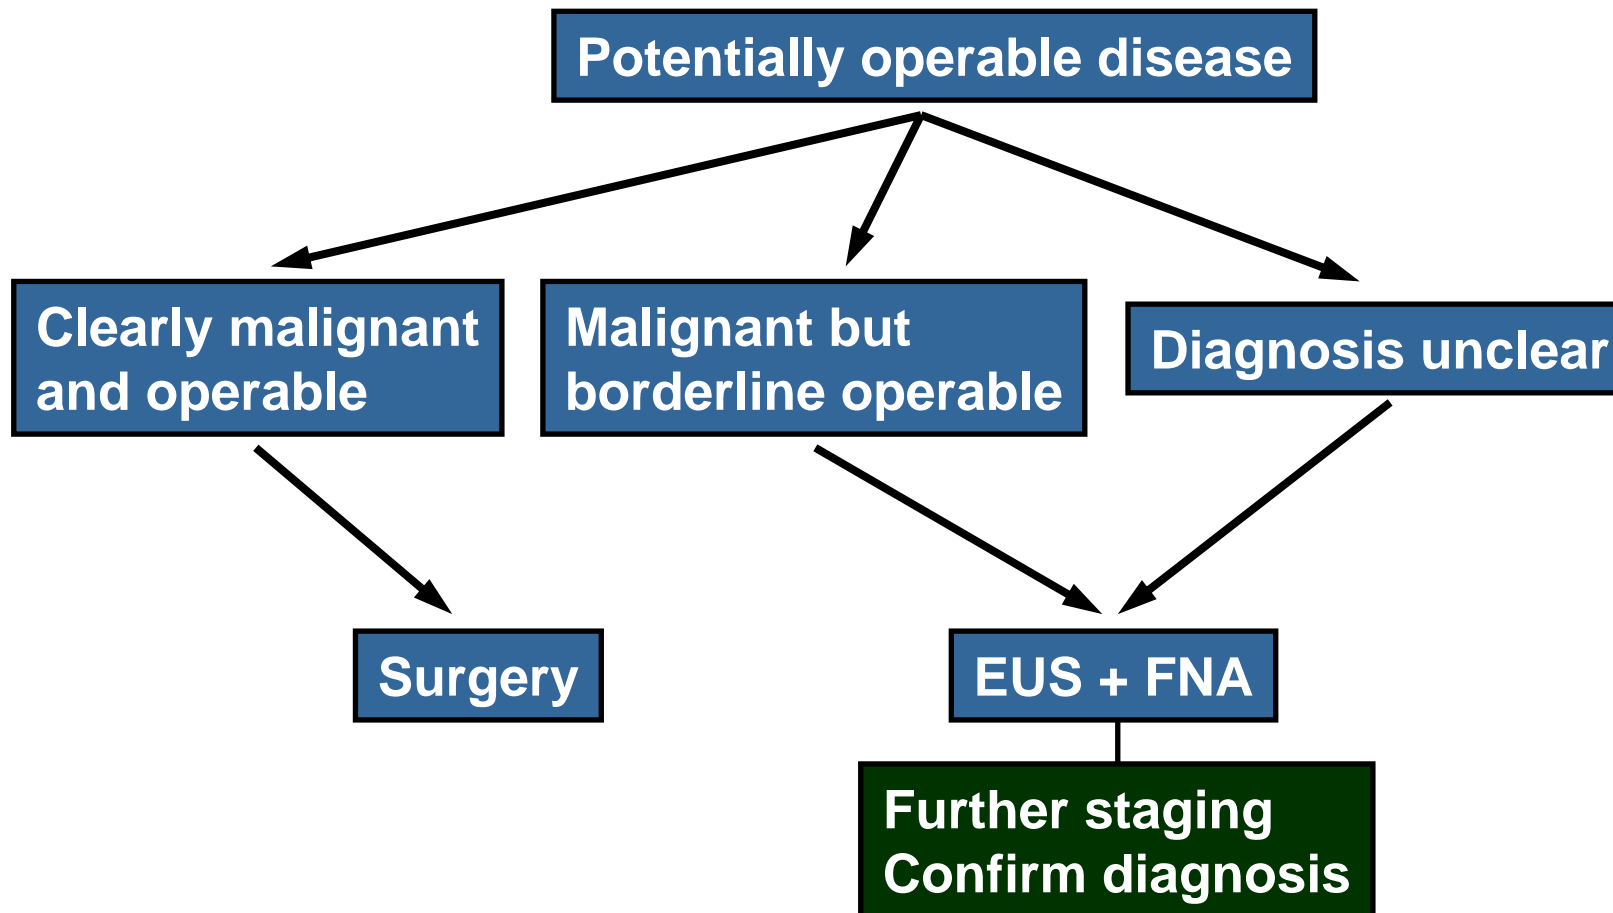 Potentially operable disease
Clearly malignant
and operable
Malignant but
borderline operable
Diagnosis unclear
Surgery
EUS + FNA
Further staging
Confirm diagnosis